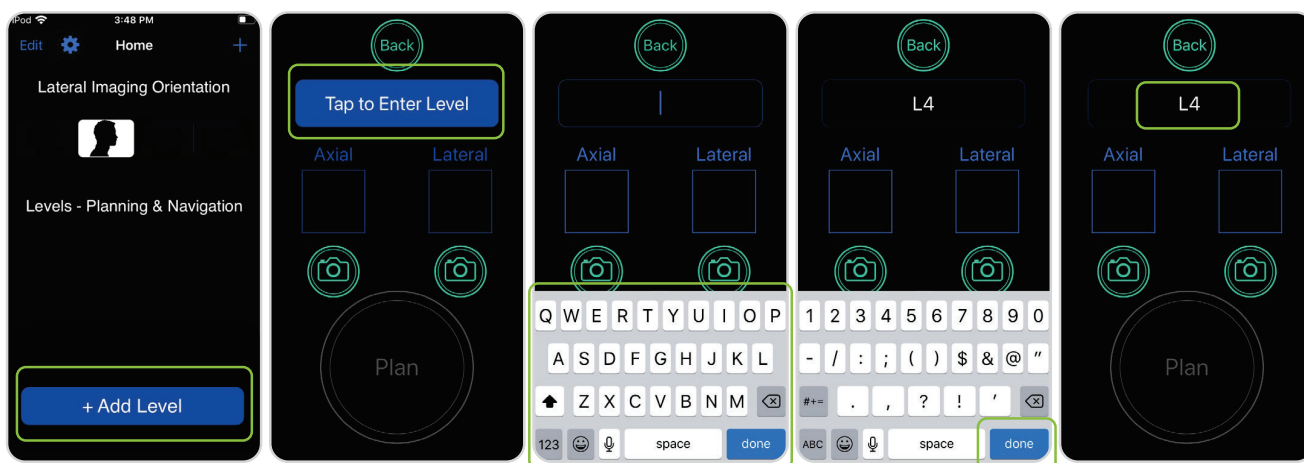 iPod 3:48 PM
Edit Home +
Lateral Imaging Orientation
Levels - Planning & Navigation
+ Add Level
Back
Tap to Enter Level
Axial Lateral
Plan
Back
Axial Lateral
Q W E R T Y U I O P
A S D F G H J K L
Z X C V B N M
123 space done
Back
L4
Axial Lateral
1 2 3 4 5 6 7 8 9 0
- / : ; ( ) $ & @ "
#+= . , ? ! '
ABC space done
Back
L4
Axial Lateral
Plan